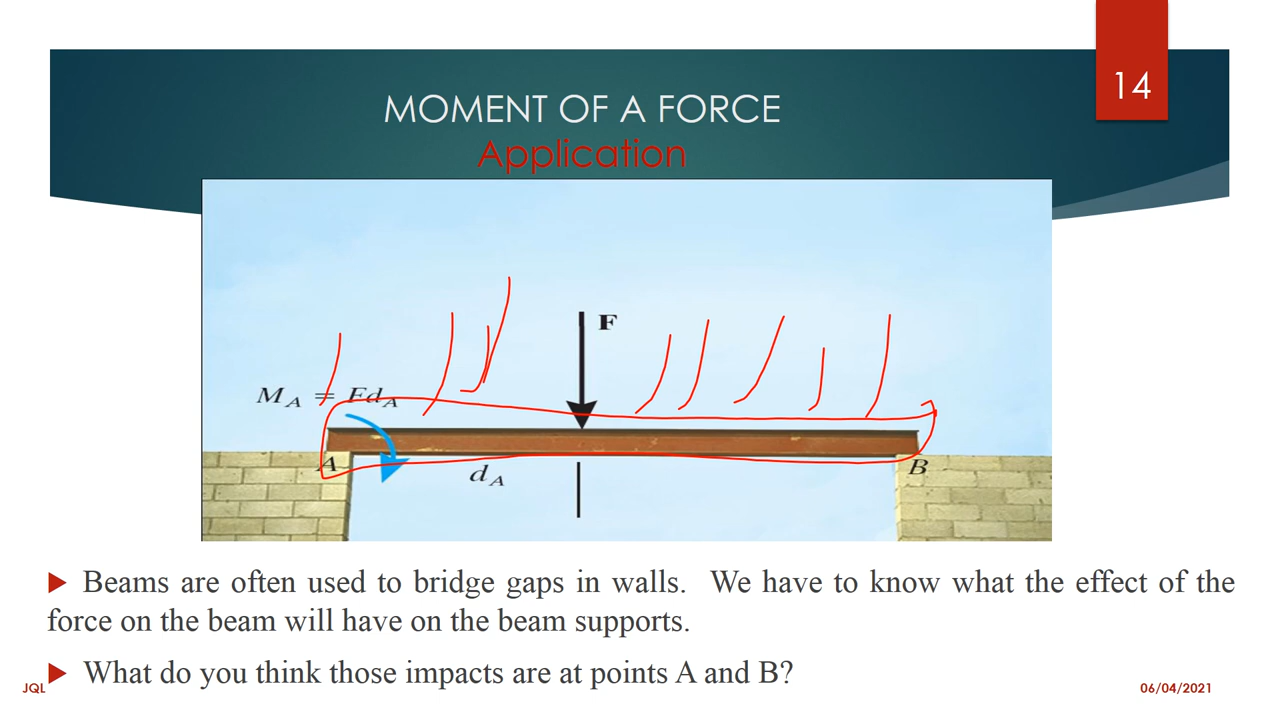 14
MOMENT OF A FORCE
Application
F
M_A = Fd_A
A
B
d_A
Beams are often used to bridge gaps in walls. We have to know what the effect of the
force on the beam will have on the beam supports.
What do you think those impacts are at points A and B?
JQL
06/04/2021